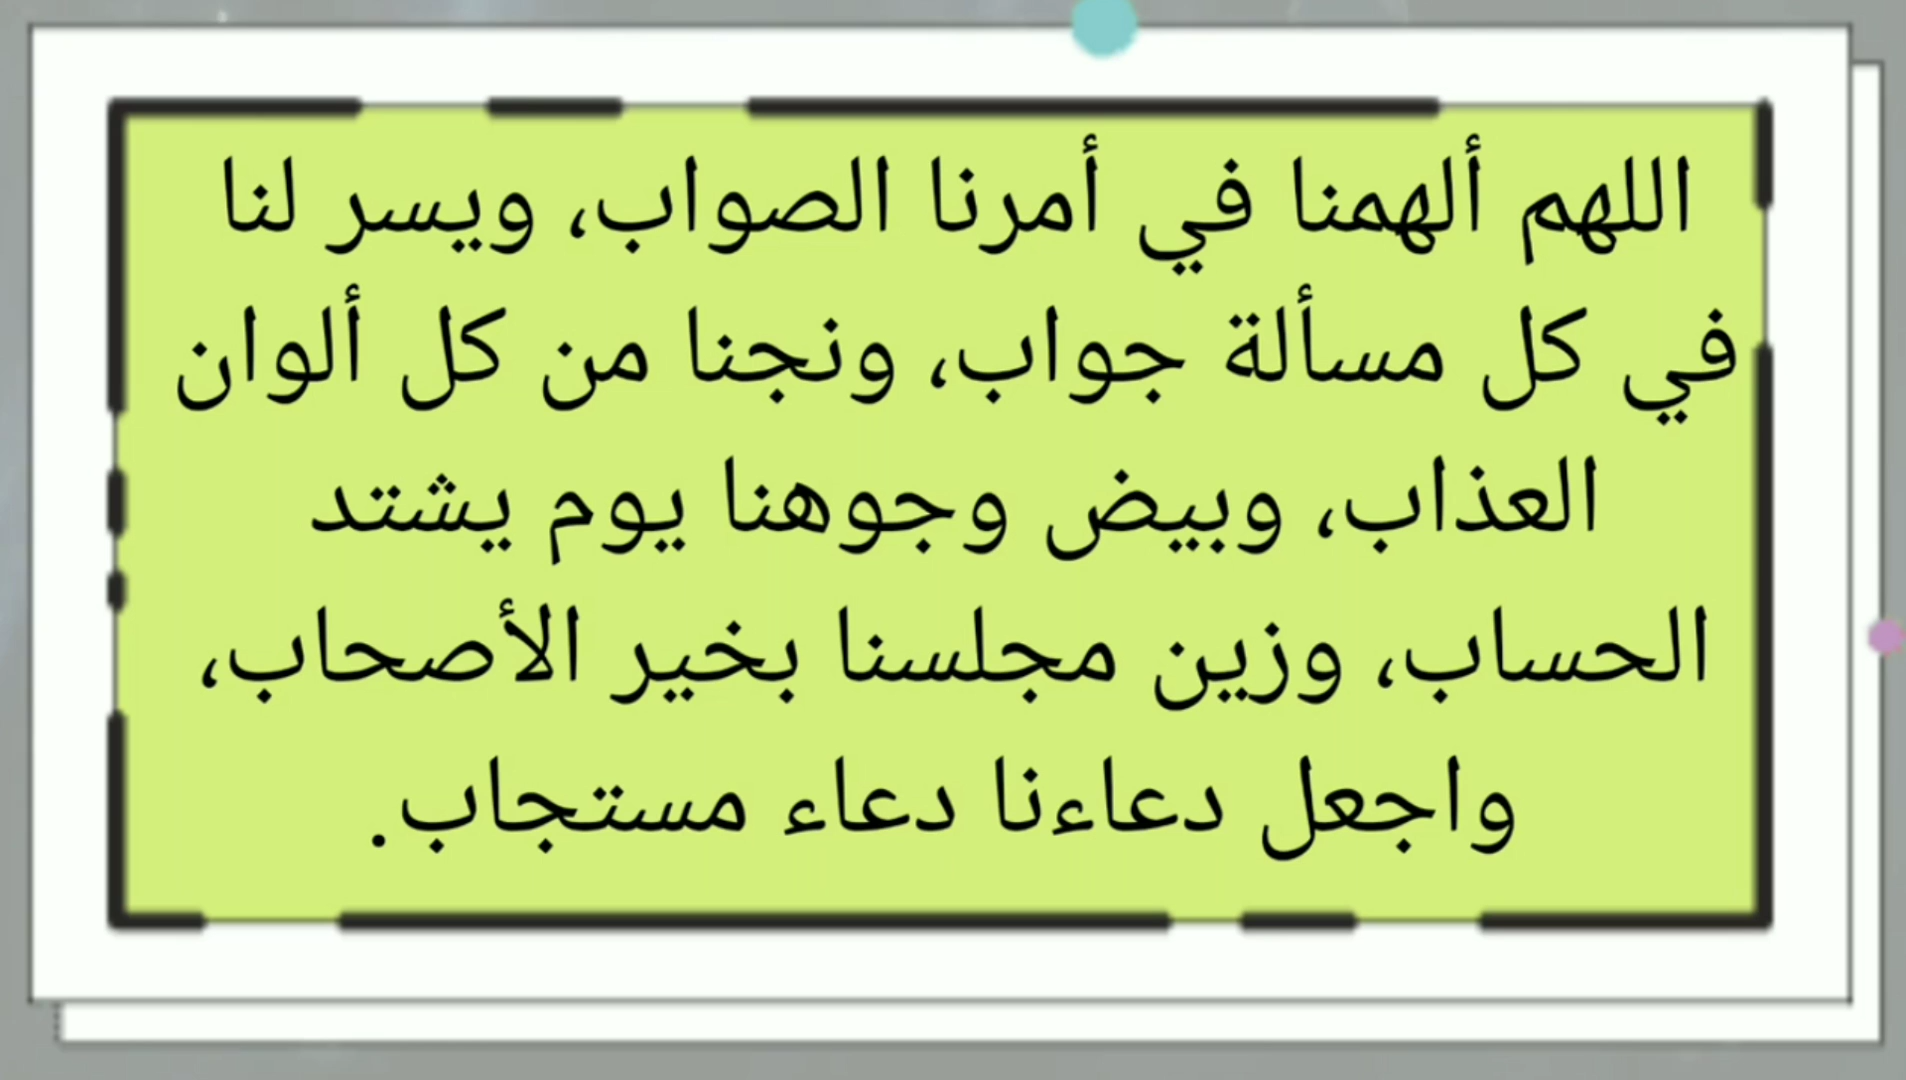 اللهم ألهمنا في أمرنا الصواب، ويسر لنا
في كل مسألة جواب، ونجنا من كل ألوان
العذاب، وبيض وجوهنا يوم يشتد
الحساب، وزين مجلسنا بخير الأصحاب،
واجعل دعاءنا دعاء مستجاب.